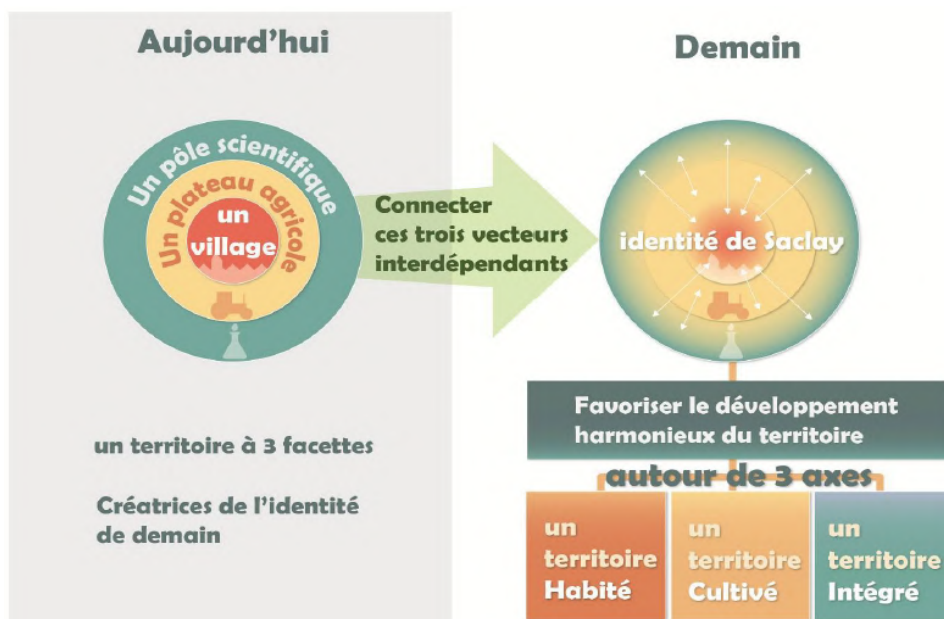 Aujourd'hui
Un pôle scientifique
Un plateau agricole
un
village
un territoire à 3 facettes
Créatrices de l'identité
de demain
Connecter
ces trois vecteurs
interdépendants
Demain
identité de Saclay
Favoriser le développement
harmonieux du territoire
autour de 3 axes
un
territoire
Habité
un
territoire
Cultivé
un
territoire
Intégré